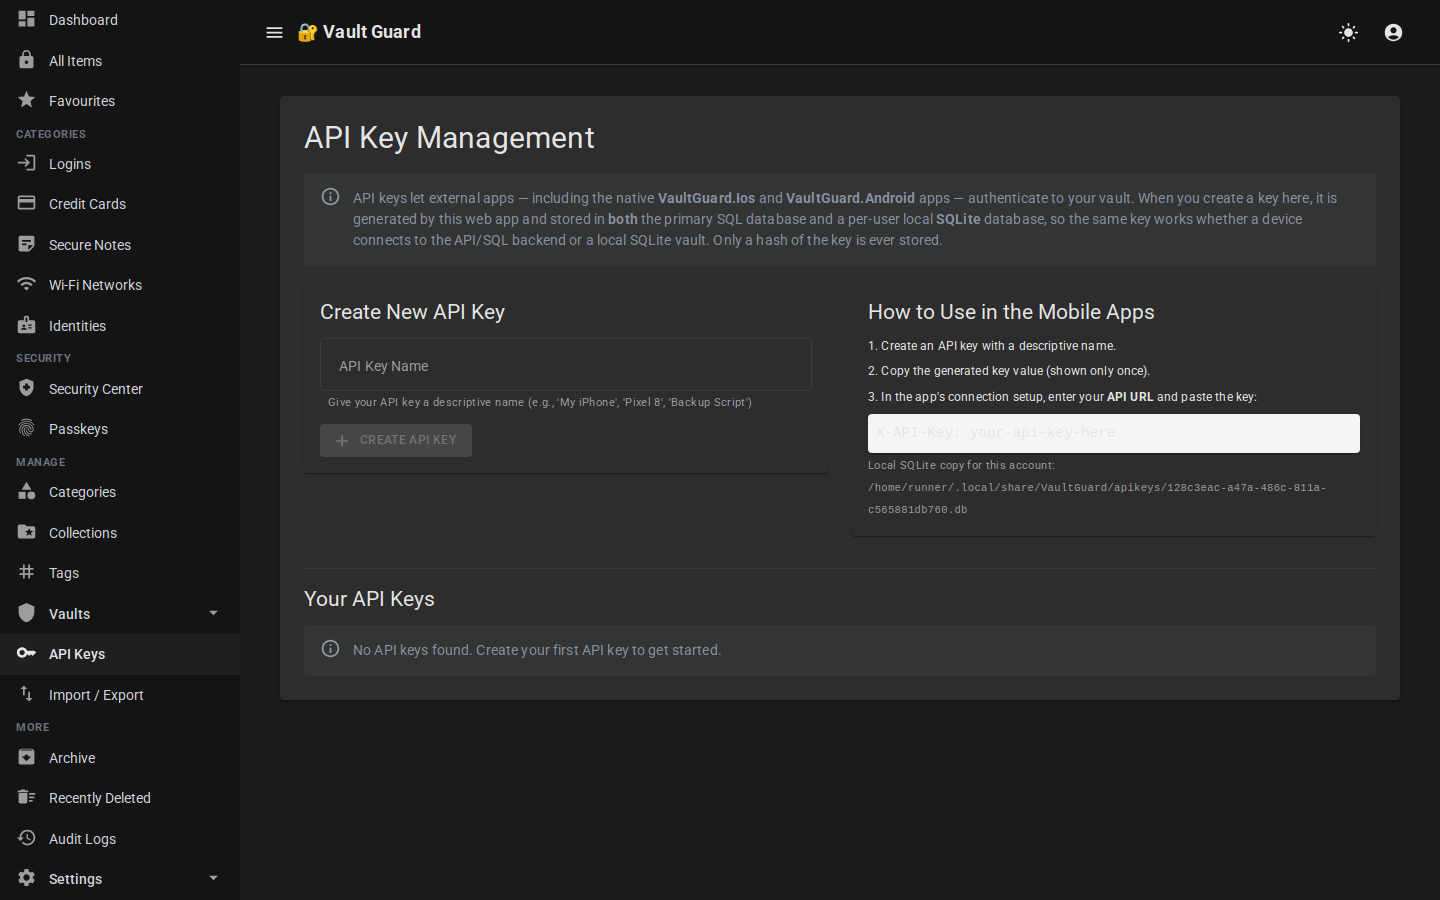 Dashboard
All Items
Favourites
CATEGORIES
Logins
Credit Cards
Secure Notes
Wi-Fi Networks
Identities
SECURITY
Security Center
Passkeys
MANAGE
Categories
Collections
Tags
Vaults
API Keys
Import / Export
MORE
Archive
Recently Deleted
Audit Logs
Settings
Vault Guard
API Key Management
API keys let external apps — including the native VaultGuard.Ios and VaultGuard.Android apps — authenticate to your vault. When you create a key here, it is
generated by this web app and stored in both the primary SQL database and a per-user local SQLite database, so the same key works whether a device
connects to the API/SQL backend or a local SQLite vault. Only a hash of the key is ever stored.
Create New API Key
API Key Name
Give your API key a descriptive name (e.g., 'My iPhone', 'Pixel 8', 'Backup Script')
CREATE API KEY
How to Use in the Mobile Apps
1. Create an API key with a descriptive name.
2. Copy the generated key value (shown only once).
3. In the app's connection setup, enter your API URL and paste the key:
X-API-Key: your-api-key-here
Local SQLite copy for this account:
/home/runner/.local/share/VaultGuard/apikeys/128c3eac-a47a-486c-811a-
c565881db760.db
Your API Keys
No API keys found. Create your first API key to get started.